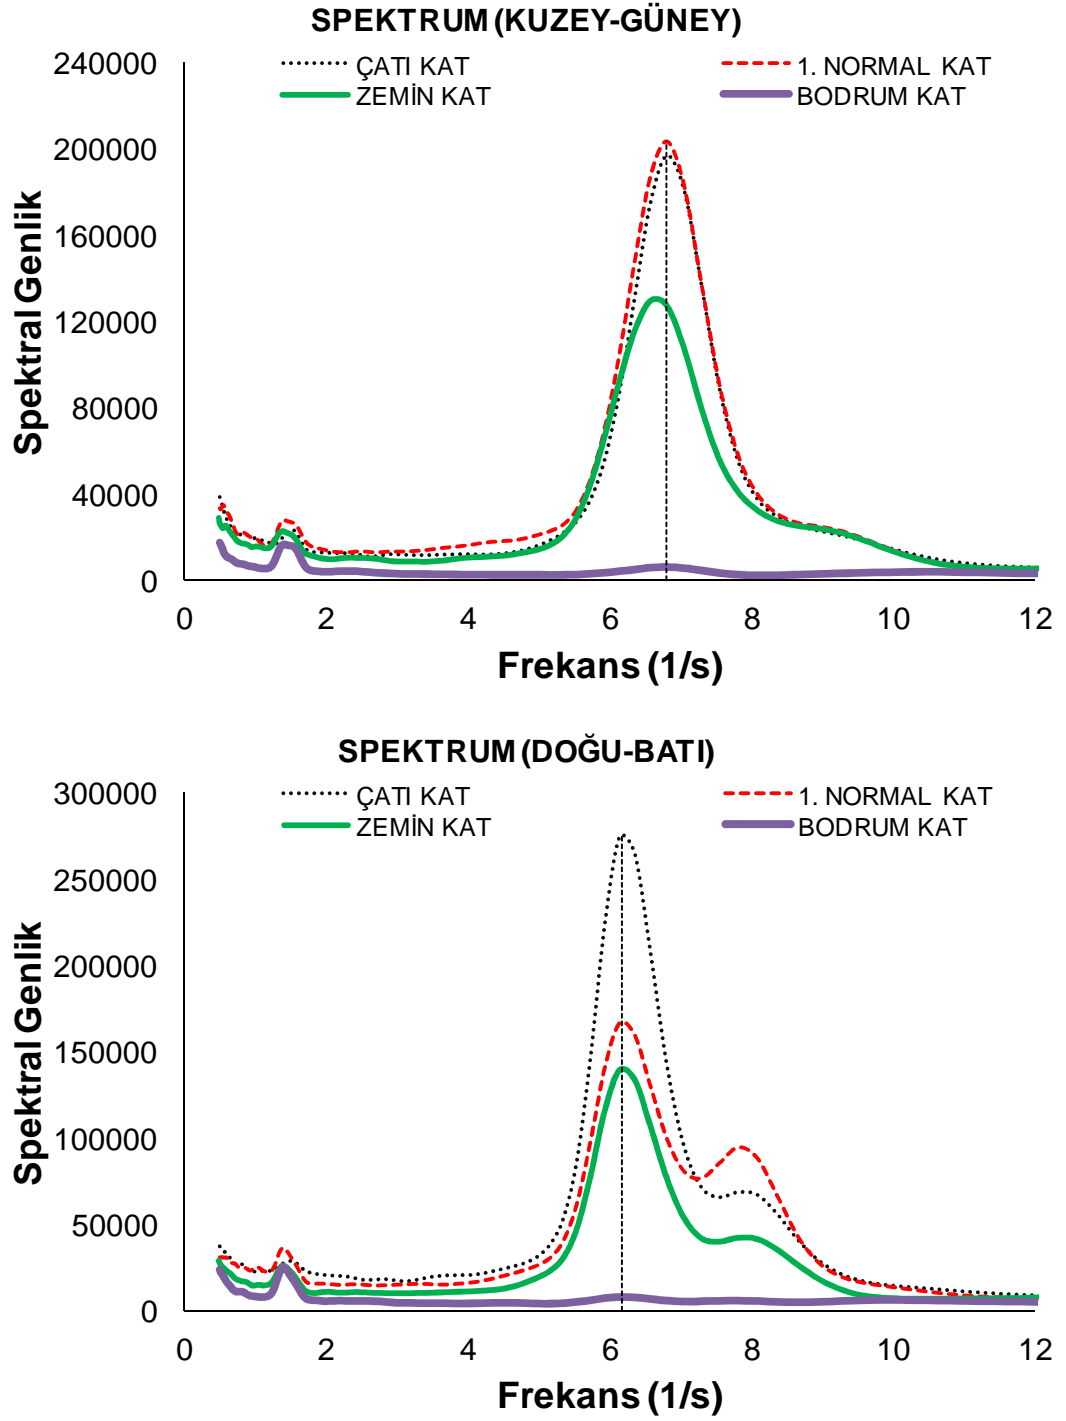 SPEKTRUM (KUZEY-GÜNEY)
ÇATI KAT
1. NORMAL KAT
ZEMİN KAT
BODRUM KAT
240000
200000
160000
120000
80000
40000
0
Spektral Genlik
0 2 4 6 8 10 12
Frekans (1/s)
SPEKTRUM (DOĞU-BATI)
ÇATI KAT
1. NORMAL KAT
ZEMİN KAT
BODRUM KAT
300000
250000
200000
150000
100000
50000
0
Spektral Genlik
0 2 4 6 8 10 12
Frekans (1/s)